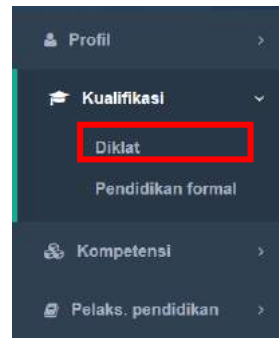 Profil
Kualifikasi
Diklat
Pendidikan formal
Kompetensi
Pelaks. pendidikan